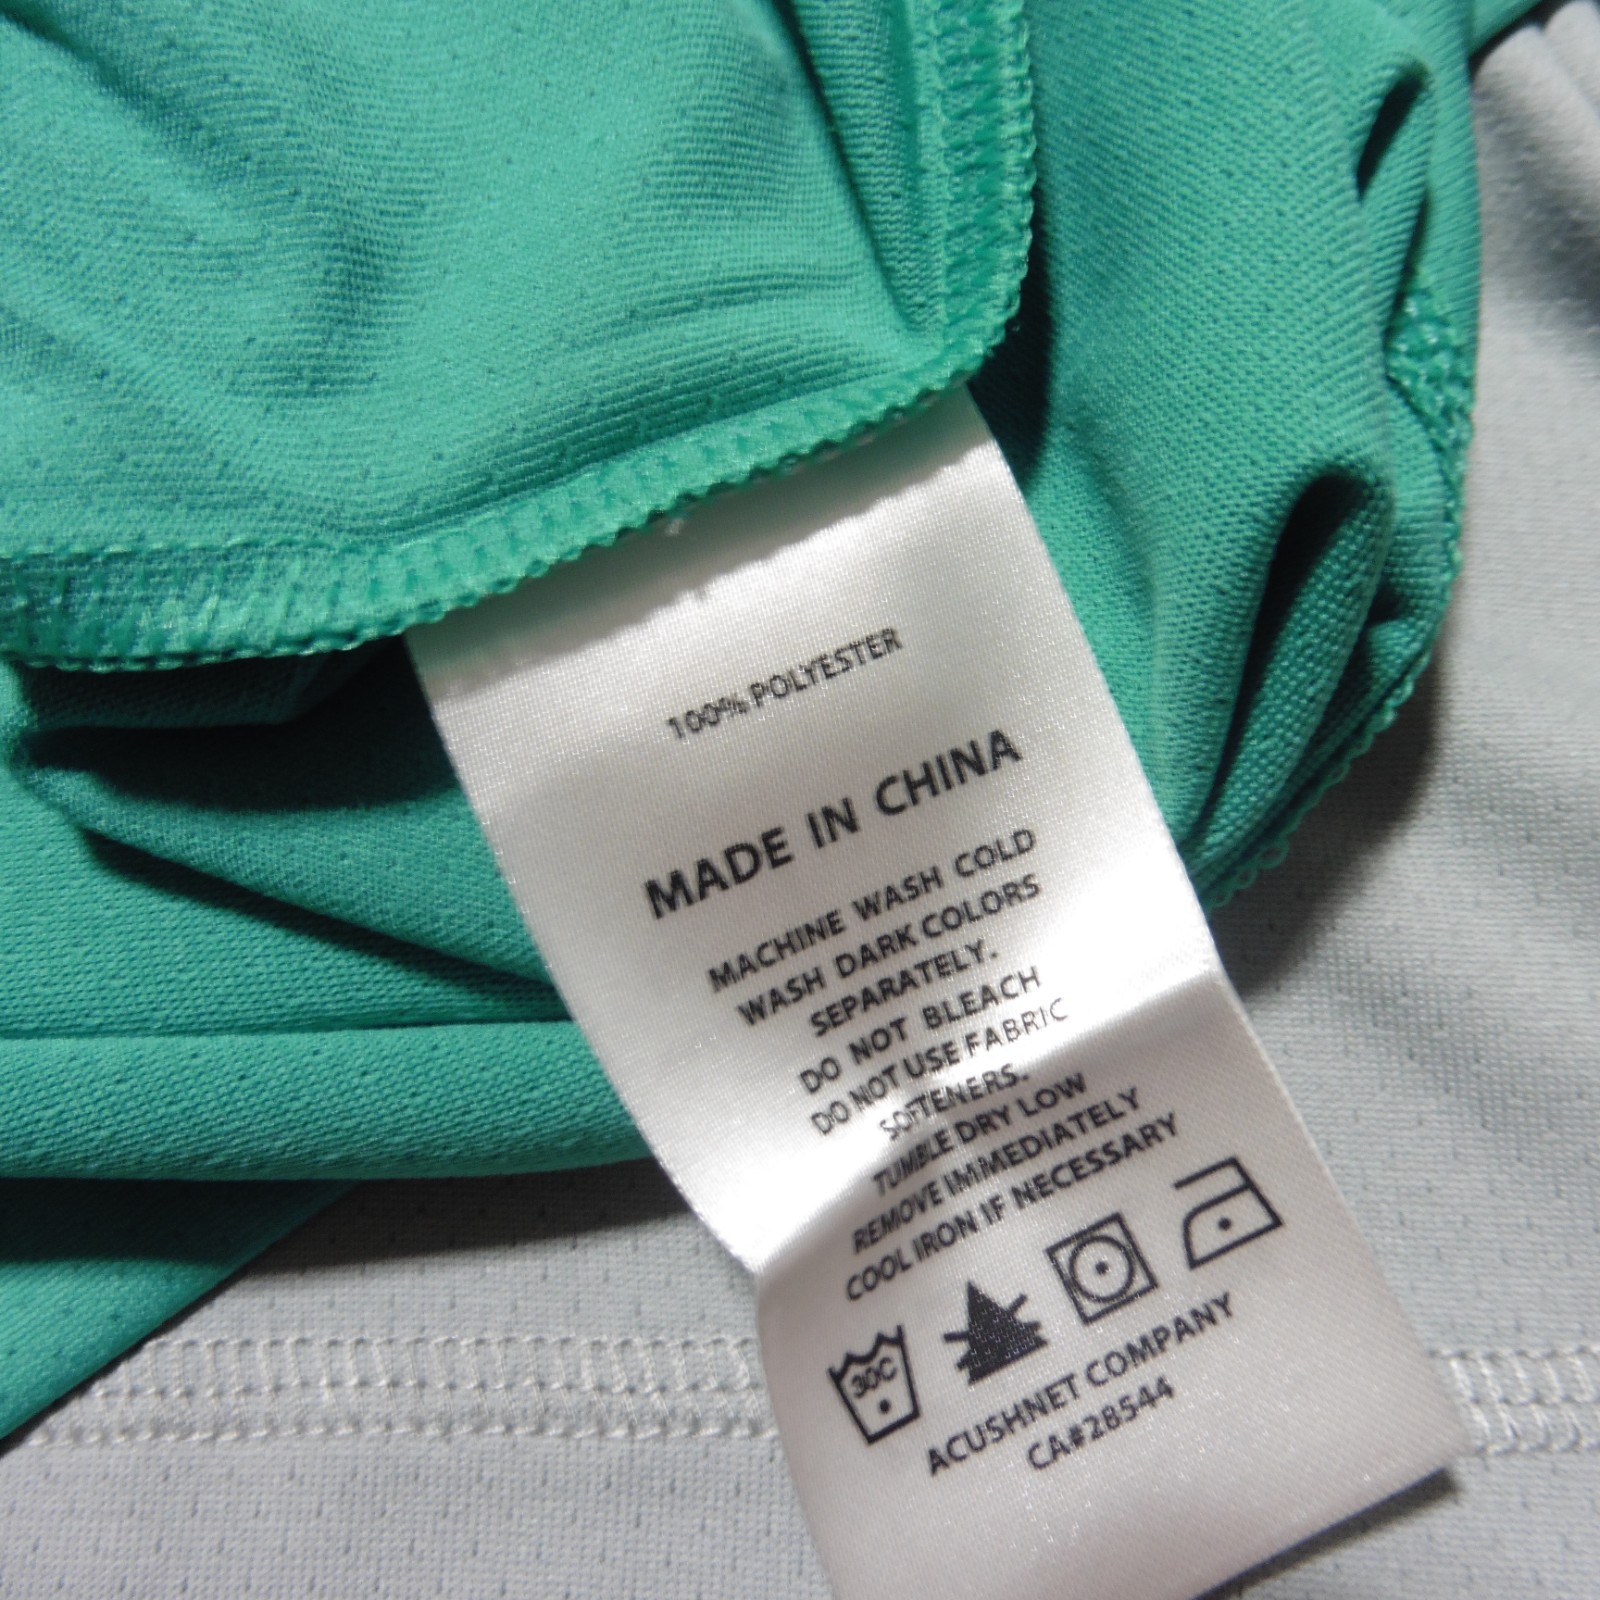 100% POLYESTER
MADE IN CHINA
MACHINE WASH COLD
WASH DARK COLORS
SEPARATELY.
DO NOT BLEACH
DO NOT USE FABRIC
SOFTENERS.
TUMBLE DRY LOW
REMOVE IMMEDIATELY
COOL IRON IF NECESSARY
30C
ACUSHNET COMPANY
CA#28544